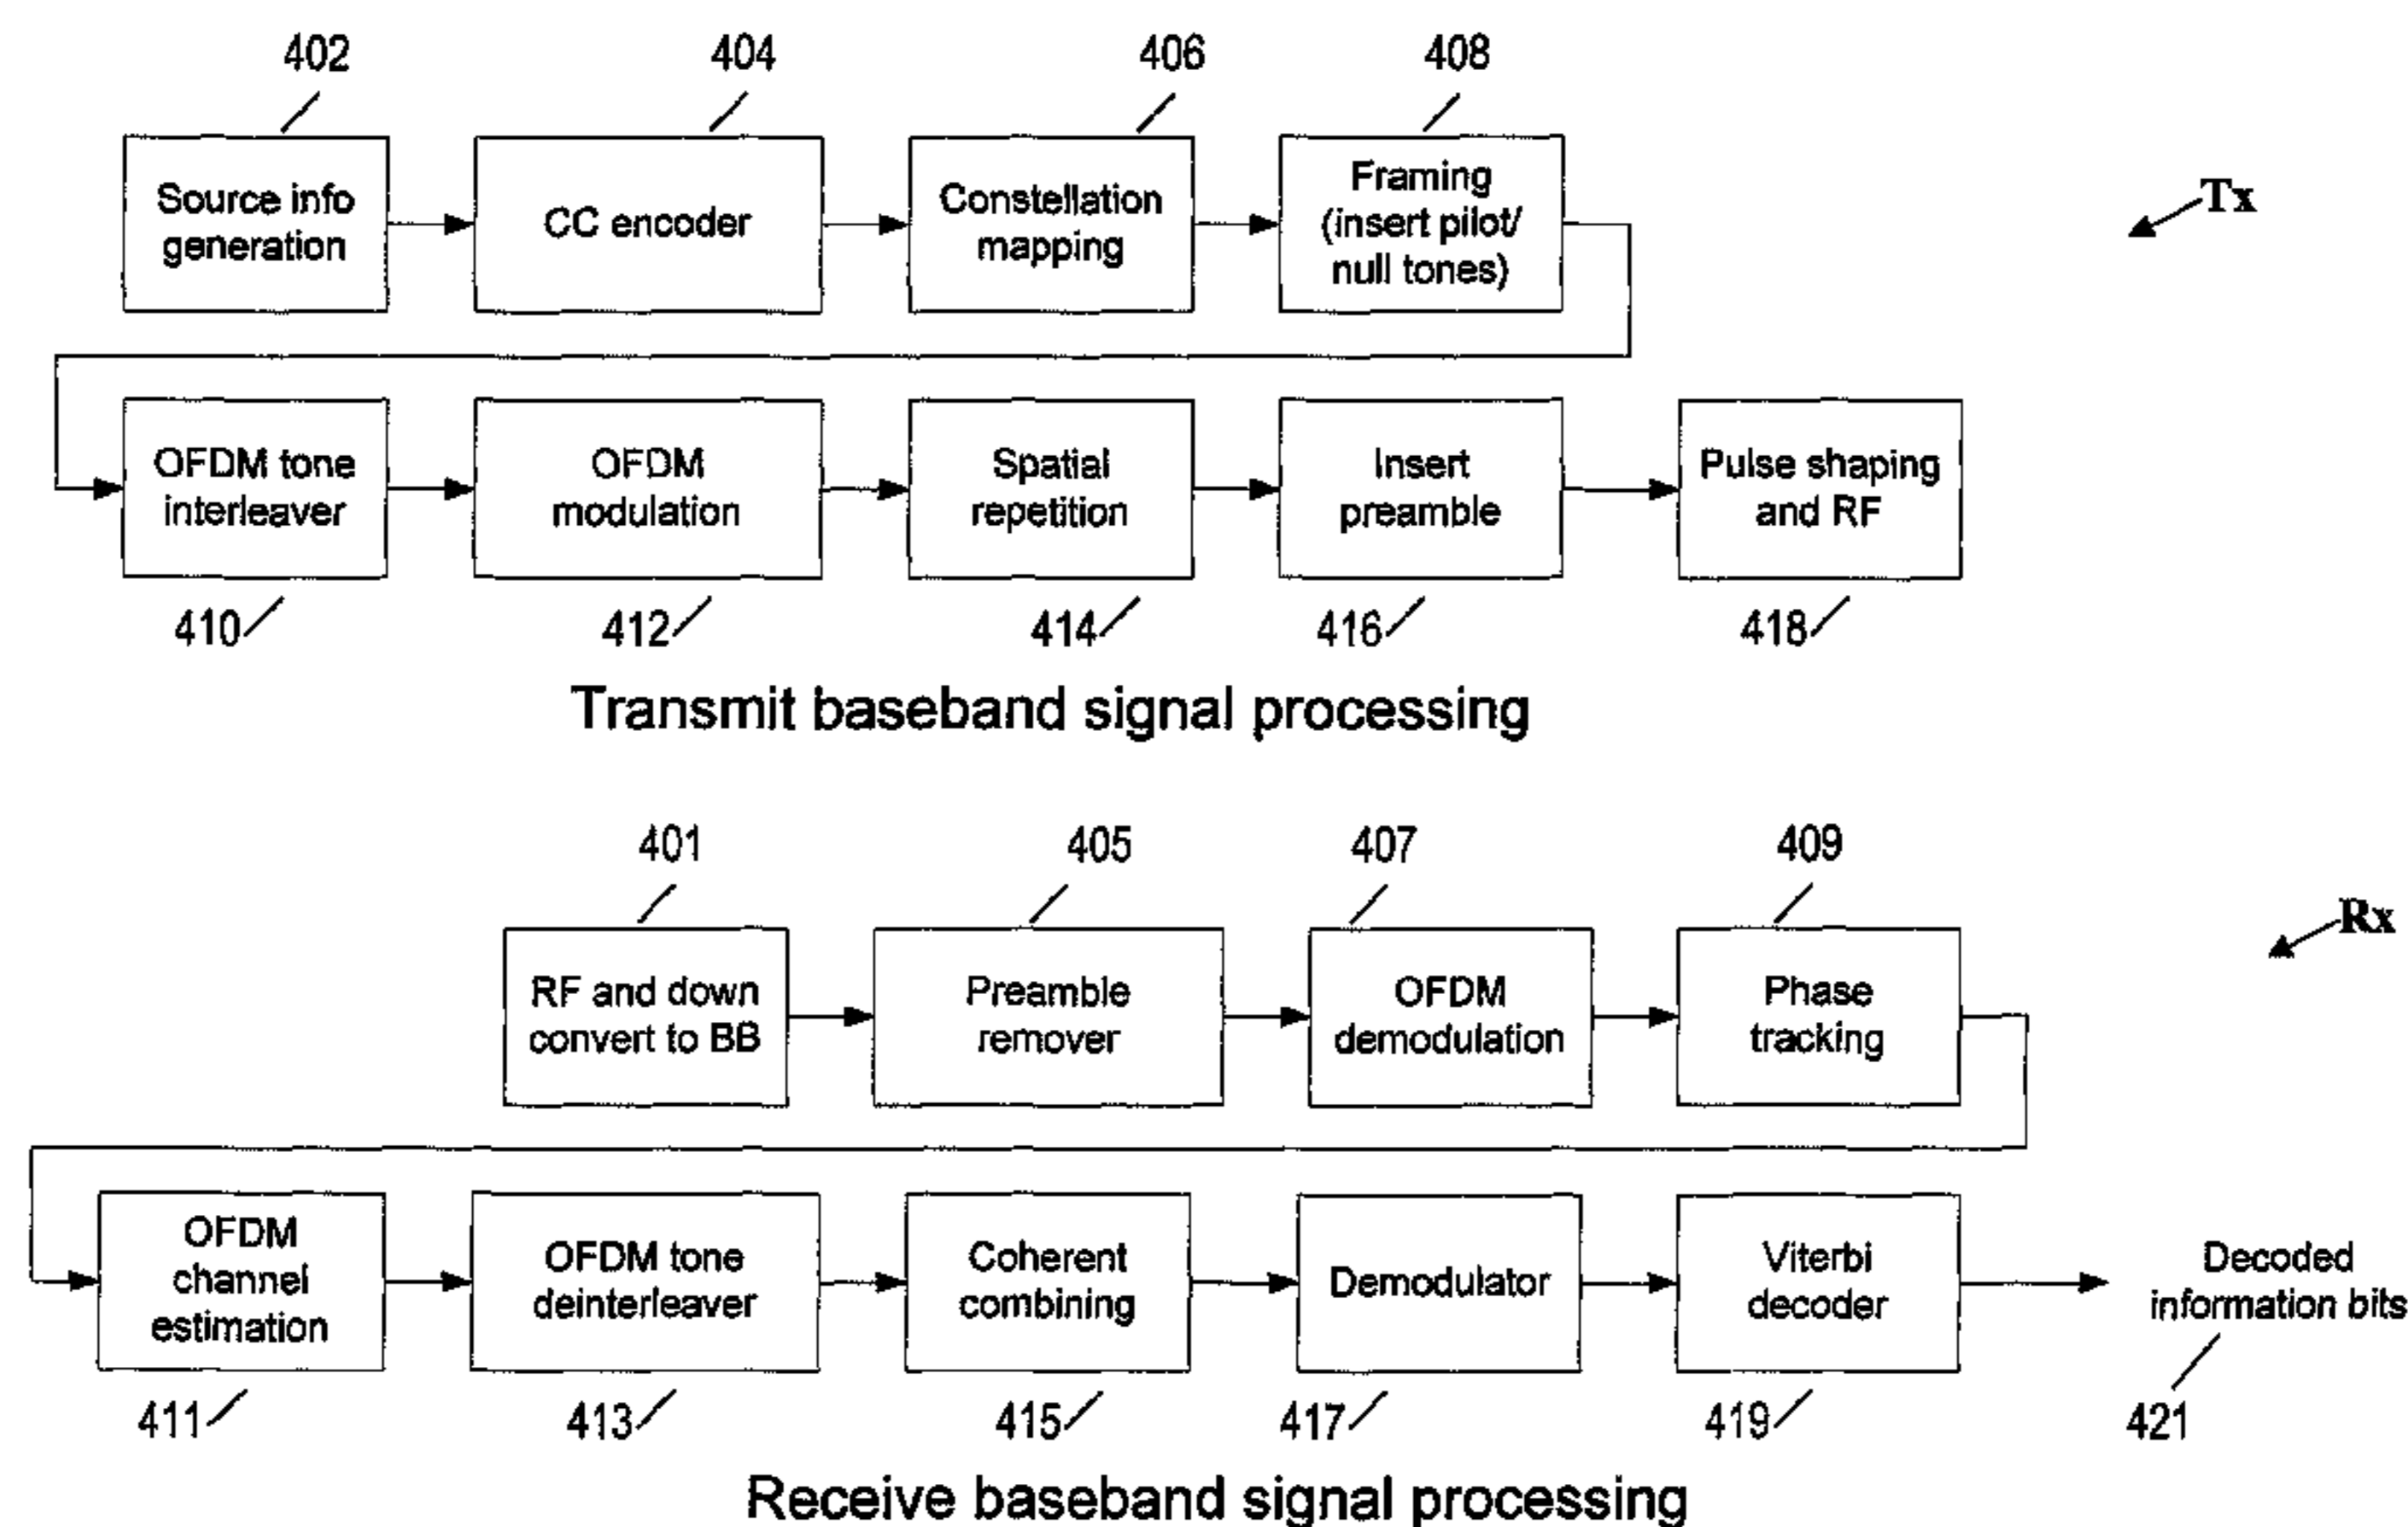 402
404
406
408
Source info
generation
CC encoder
Constellation
mapping
Framing
(insert pilot/
null tones)
Tx
OFDM tone
interleaver
OFDM
modulation
Spatial
repetition
Insert
preamble
Pulse shaping
and RF
410
412
414
416
418
Transmit baseband signal processing
401
405
407
409
Rx
RF and down
convert to BB
Preamble
remover
OFDM
demodulation
Phase
tracking
OFDM
channel
estimation
OFDM tone
deinterleaver
Coherent
combining
Demodulator
Viterbi
decoder
Decoded
information bits
411
413
415
417
419
421
Receive baseband signal processing